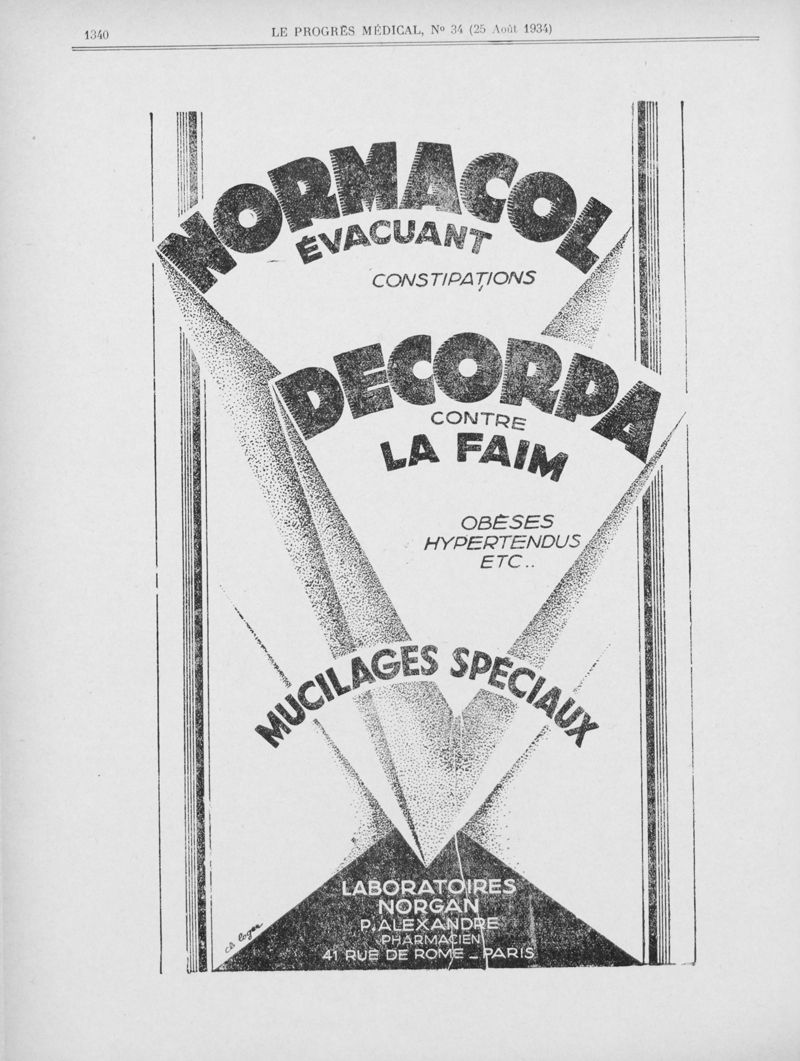 1340
LE PROGRÈS MÉDICAL, Nº 34 (25 Août 1934)
NORMACOL
ÉVACUANT
CONSTIPATIONS
DECORPA
CONTRE
LA FAIM
OBÈSES
HYPERTENDUS
ETC..
MUCILAGES SPÉCIAUX
LABORATOIRES
NORGAN
P. ALEXANDRE
PHARMACIEN
41 RUE DE ROME _ PARIS